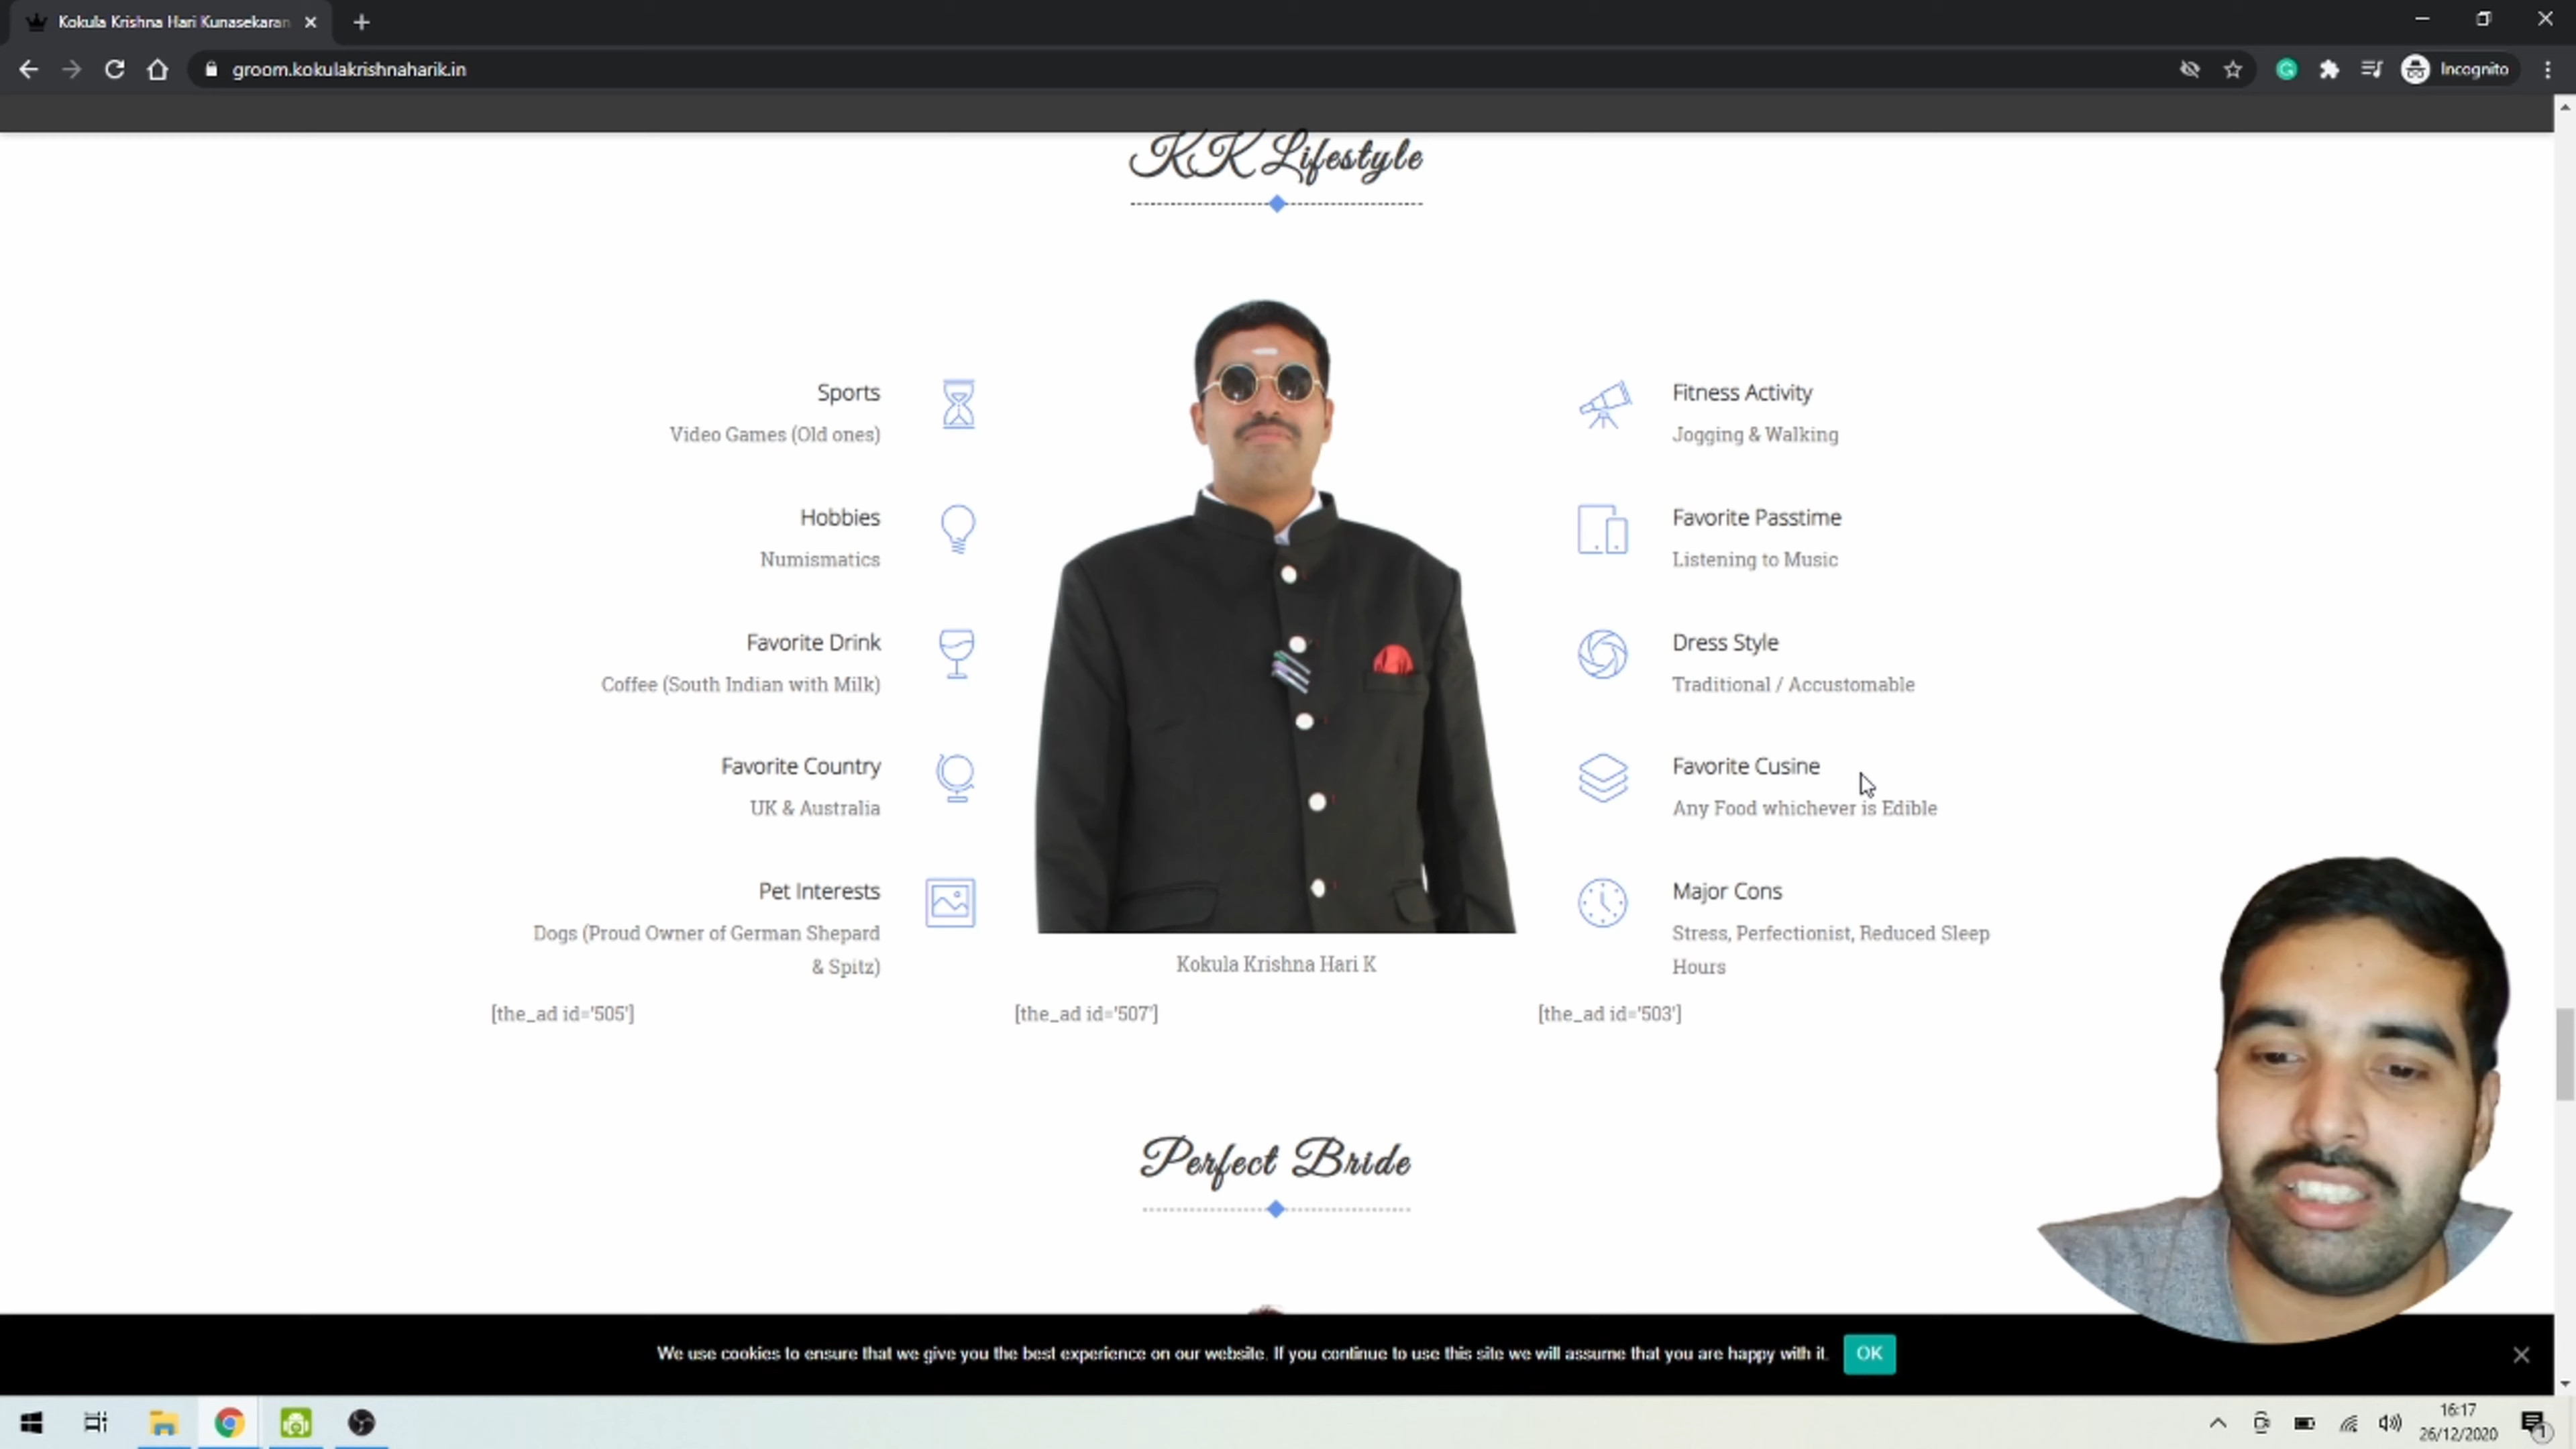 Kokula Krishna Hari Kunasekaran
groom.kokulakrishnaharik.in
Incognito
KK Lifestyle
Sports
Video Games (Old ones)
Hobbies
Numismatics
Favorite Drink
Coffee (South Indian with Milk)
Favorite Country
UK & Australia
Pet Interests
Dogs (Proud Owner of German Shepard
& Spitz)
Kokula Krishna Hari K
Fitness Activity
Jogging & Walking
Favorite Passtime
Listening to Music
Dress Style
Traditional / Accustomable
Favorite Cusine
Any Food whichever is Edible
Major Cons
Stress, Perfectionist, Reduced Sleep
Hours
[the_ad id='505']
[the_ad id='507']
[the_ad id='503']
Perfect Bride
We use cookies to ensure that we give you the best experience on our website. If you continue to use this site we will assume that you are happy with it.
OK
16:17
26/12/2020
1